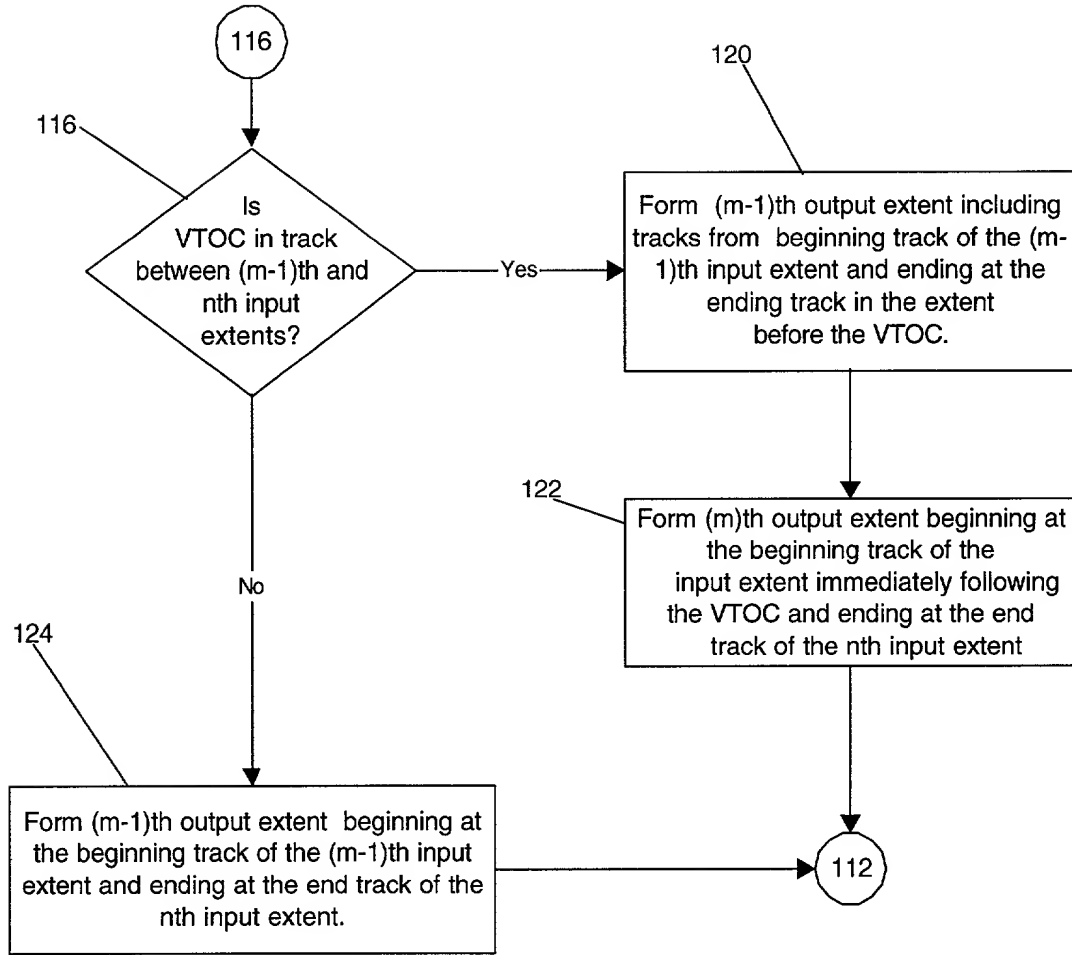 116
116
Is
VTOC in track
between (m-1)th and
nth input
extents?
Yes
120
Form (m-1)th output extent including
tracks from beginning track of the (m-
1)th input extent and ending at the
ending track in the extent
before the VTOC.
122
Form (m)th output extent beginning at
the beginning track of the
input extent immediately following
the VTOC and ending at the end
track of the nth input extent
No
124
Form (m-1)th output extent beginning at
the beginning track of the (m-1)th input
extent and ending at the end track of the
nth input extent.
112